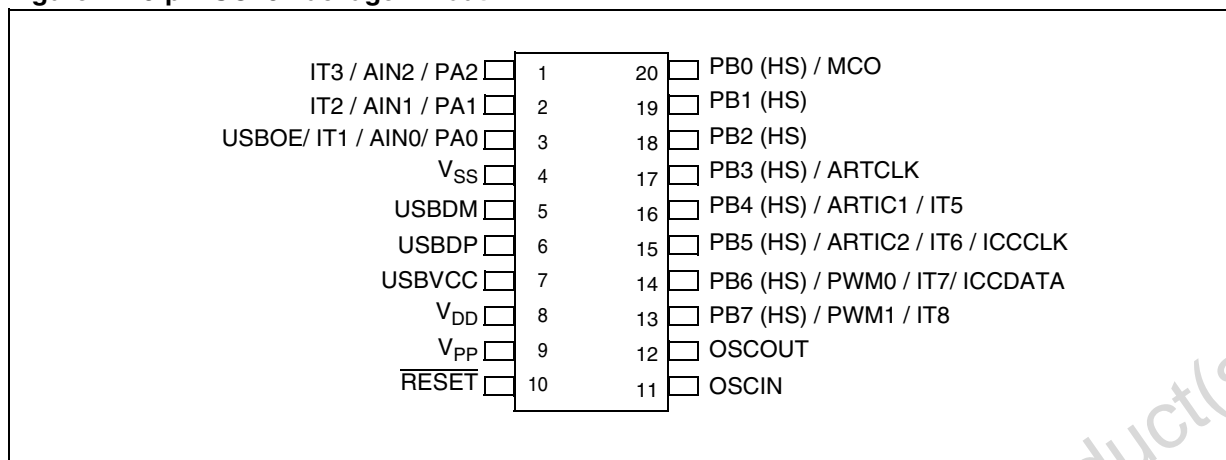 IT3 / AIN2 / PA2 1 20 PB0 (HS) / MCO
IT2 / AIN1 / PA1 2 19 PB1 (HS)
USBOE/ IT1 / AIN0/ PA0 3 18 PB2 (HS)
VSS 4 17 PB3 (HS) / ARTCLK
USBDM 5 16 PB4 (HS) / ARTIC1 / IT5
USBDP 6 15 PB5 (HS) / ARTIC2 / IT6 / ICCCLK
USBVCC 7 14 PB6 (HS) / PWM0 / IT7/ ICCDATA
VDD 8 13 PB7 (HS) / PWM1 / IT8
VPP 9 12 OSCOUT
RESET 10 11 OSCIN